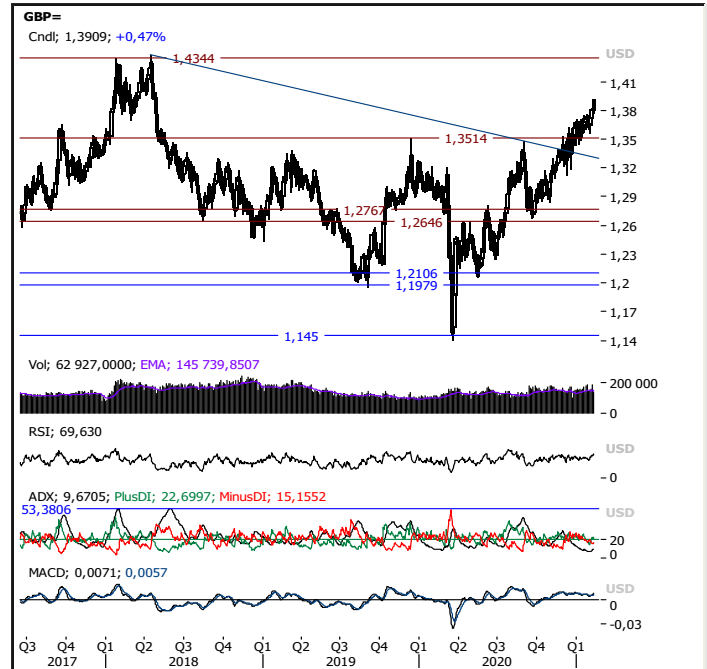 GBP=
Cndl; 1,3909; +0,47%
USD
1,4344
1,41
1,38
1,3514
1,35
1,32
1,29
1,2767
1,2646
1,26
1,23
1,2106
1,1979
1,2
1,17
1,145
1,14
Vol; 62 927,0000; EMA; 145 739,8507
200 000
0
RSI; 69,630
USD
0
ADX; 9,6705; PlusDI; 22,6997; MinusDI; 15,1552
53,3806
USD
20
0
MACD; 0,0071; 0,0057
USD
0
-0,03
Q3 Q4 Q1 Q2 Q3 Q4 Q1 Q2 Q3 Q4 Q1 Q2 Q3 Q4 Q1
2017 2018 2019 2020